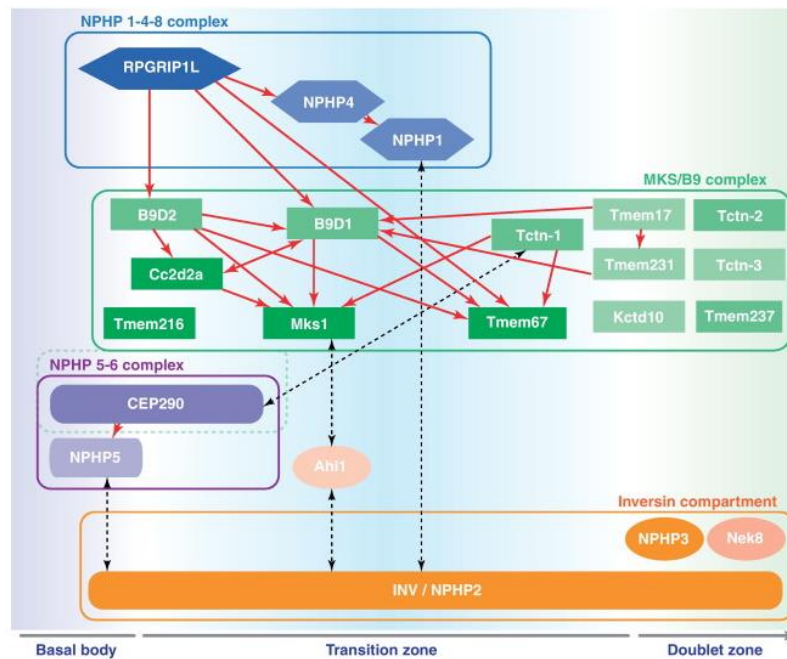 NPHP 1-4-8 complex
RPGRIP1L
NPHP4
NPHP1
MKS/B9 complex
B9D2
B9D1
Tctn-1
Tmem17
Tctn-2
Cc2d2a
Tmem231
Tctn-3
Tmem216
Mks1
Tmem67
Kctd10
Tmem237
NPHP 5-6 complex
CEP290
NPHP5
Ahi1
Inversin compartment
NPHP3
Nek8
INV / NPHP2
Basal body
Transition zone
Doublet zone